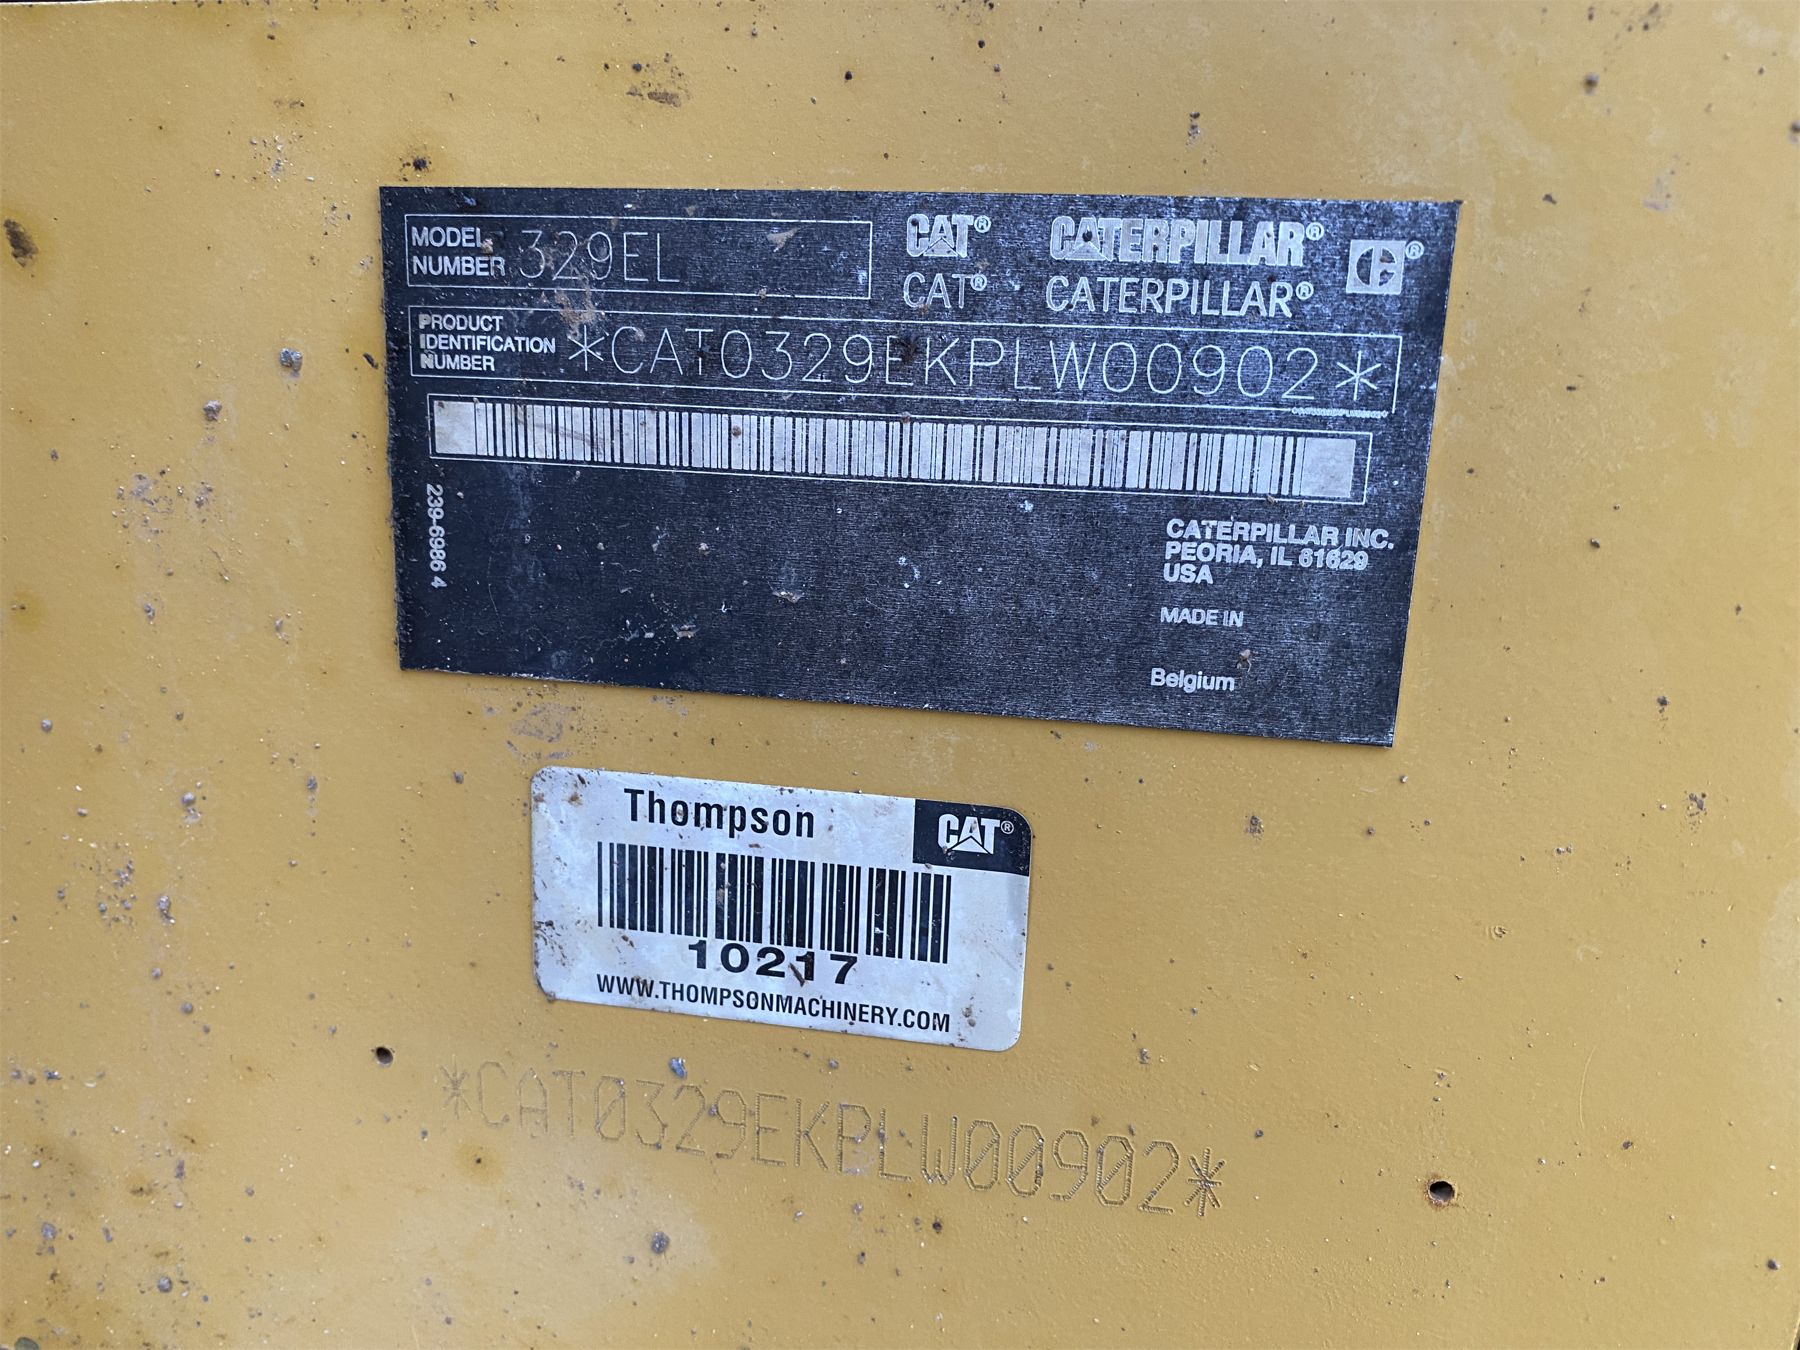 MODEL
NUMBER 329EL
CAT® CATERPILLAR® C®
CAT® CATERPILLAR®
PRODUCT
IDENTIFICATION
NUMBER *CAT0329EKPLW00902*
239-6986 4
CATERPILLAR INC.
PEORIA, IL 61629
USA
MADE IN
Belgium
Thompson CAT®
10217
WWW.THOMPSONMACHINERY.COM
*CAT0329EKPLW00902*